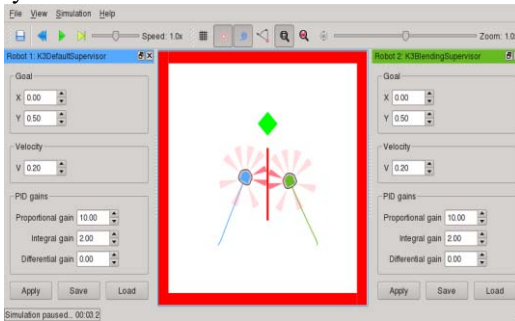 File View Simulation Help
Speed: 1.0x Zoom: 1.0
Robot 1: K3DefaultSupervisor
Goal
X 0.00
Y 0.50
Velocity
V 0.20
PID gains
Proportional gain 10.00
Integral gain 2.00
Differential gain 0.00
Apply Save Load
Robot 2: K3BlendingSupervisor
Goal
X 0.00
Y 0.50
Velocity
V 0.20
PID gains
Proportional gain 10.00
Integral gain 2.00
Differential gain 0.00
Apply Save Load
Simulation paused... 00:03.2